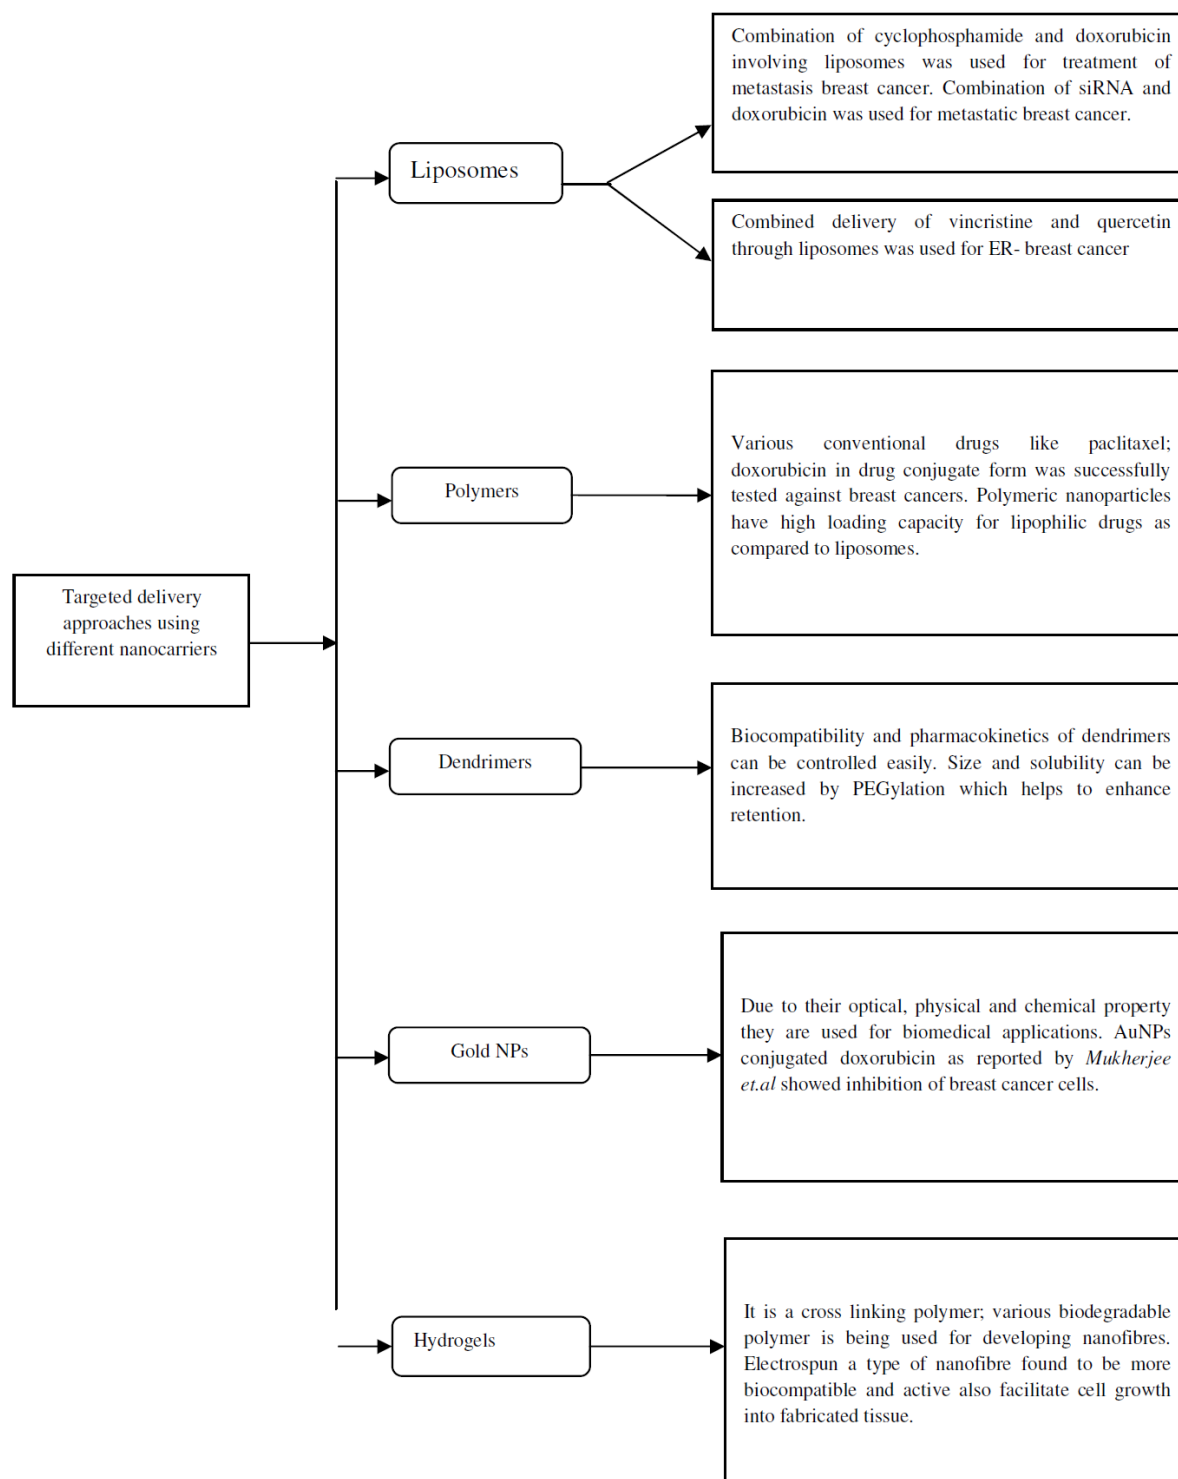 Targeted delivery
approaches using
different nanocarriers
Liposomes
Combination of cyclophosphamide and doxorubicin
involving liposomes was used for treatment of
metastasis breast cancer. Combination of siRNA and
doxorubicin was used for metastatic breast cancer.
Combined delivery of vincristine and quercetin
through liposomes was used for ER- breast cancer
Polymers
Various conventional drugs like paclitaxel;
doxorubicin in drug conjugate form was successfully
tested against breast cancers. Polymeric nanoparticles
have high loading capacity for lipophilic drugs as
compared to liposomes.
Dendrimers
Biocompatibility and pharmacokinetics of dendrimers
can be controlled easily. Size and solubility can be
increased by PEGylation which helps to enhance
retention.
Gold NPs
Due to their optical, physical and chemical property
they are used for biomedical applications. AuNPs
conjugated doxorubicin as reported by Mukherjee
et.al showed inhibition of breast cancer cells.
Hydrogels
It is a cross linking polymer; various biodegradable
polymer is being used for developing nanofibres.
Electrospun a type of nanofibre found to be more
biocompatible and active also facilitate cell growth
into fabricated tissue.